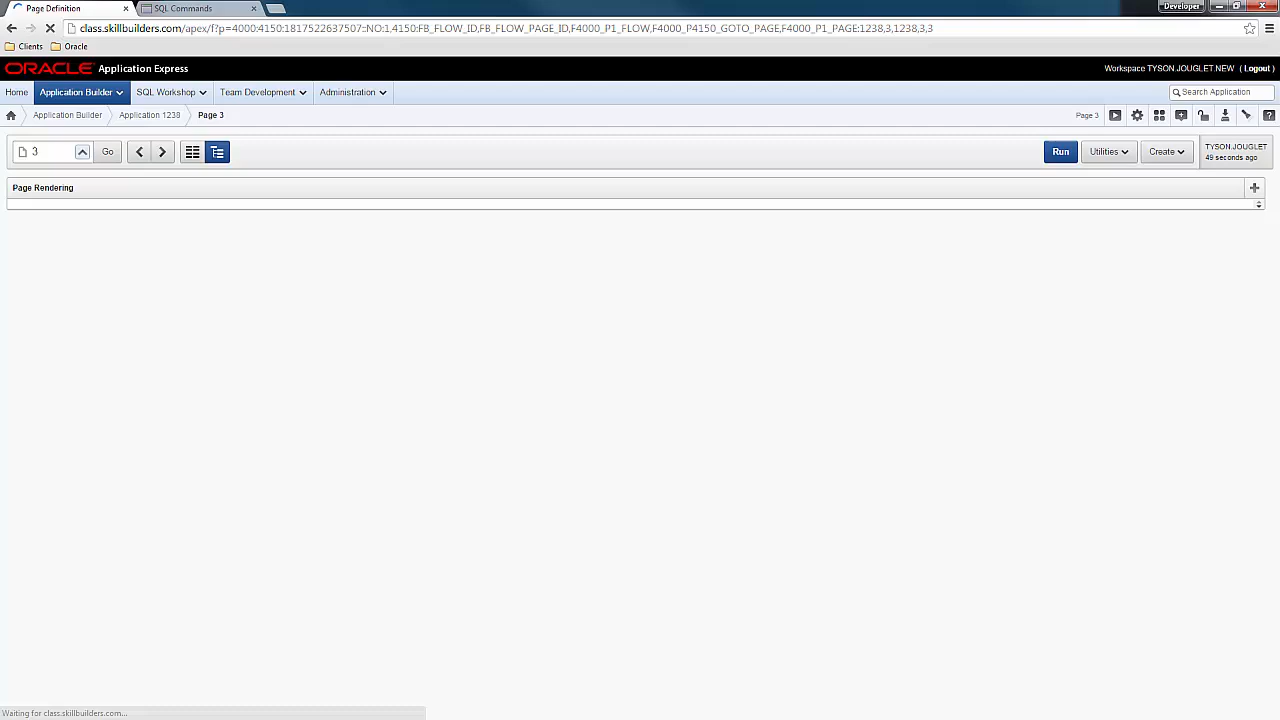 Page Definition
SQL Commands
Developer
class.skillbuilders.com/apex/f?p=4000:4150:1817522637507::NO:1,4150:FB_FLOW_ID,FB_FLOW_PAGE_ID,F4000_P1_FLOW,F4000_P4150_GOTO_PAGE,F4000_P1_PAGE:1238,3,1238,3,3
Clients Oracle
ORACLE Application Express
Workspace TYSON.JOUGLET.NEW ( Logout )
Home Application Builder SQL Workshop Team Development Administration
Search Application
Application Builder Application 1238 Page 3
Page 3
3 Go
Run Utilities Create
TYSON.JOUGLET
49 seconds ago
Page Rendering
Waiting for class.skillbuilders.com...